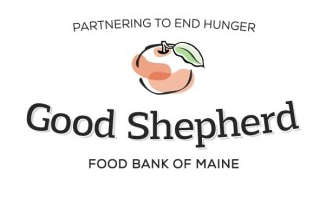 PARTNERING TO END HUNGER
Good Shepherd
FOOD BANK OF MAINE